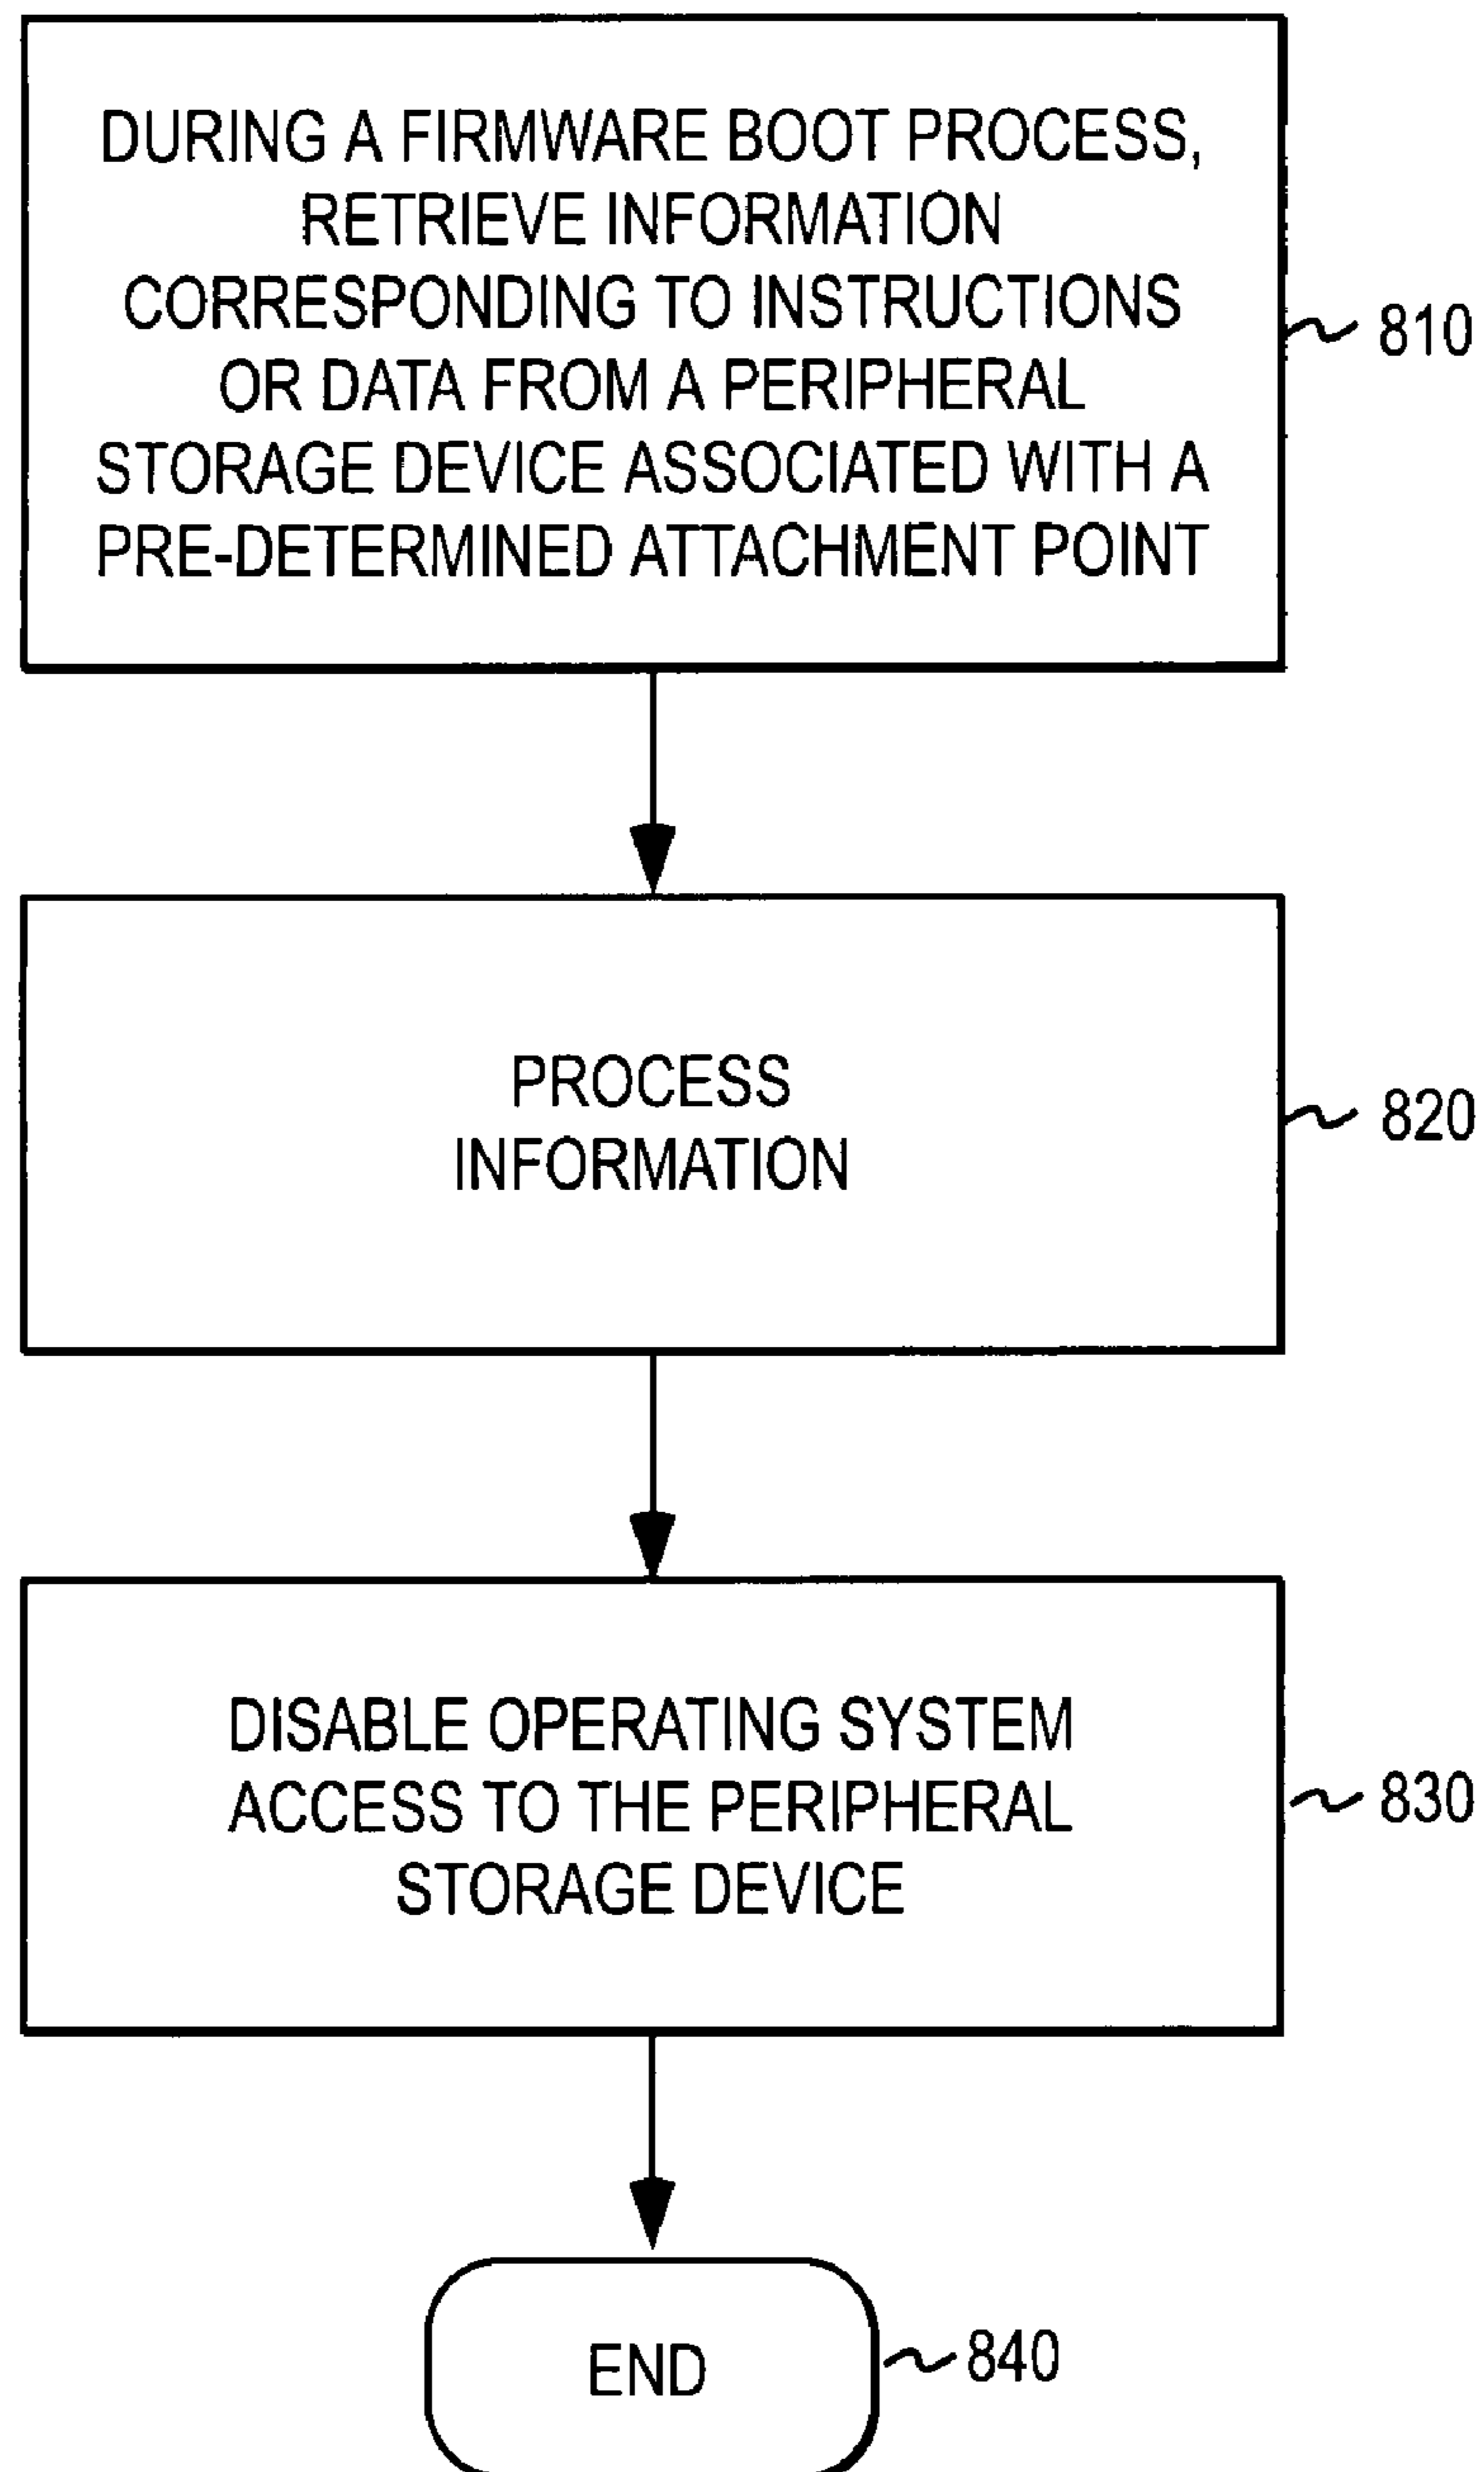 DURING A FIRMWARE BOOT PROCESS,
RETRIEVE INFORMATION
CORRESPONDING TO INSTRUCTIONS
OR DATA FROM A PERIPHERAL
STORAGE DEVICE ASSOCIATED WITH A
PRE-DETERMINED ATTACHMENT POINT
810
PROCESS
INFORMATION
820
DISABLE OPERATING SYSTEM
ACCESS TO THE PERIPHERAL
STORAGE DEVICE
830
END
840